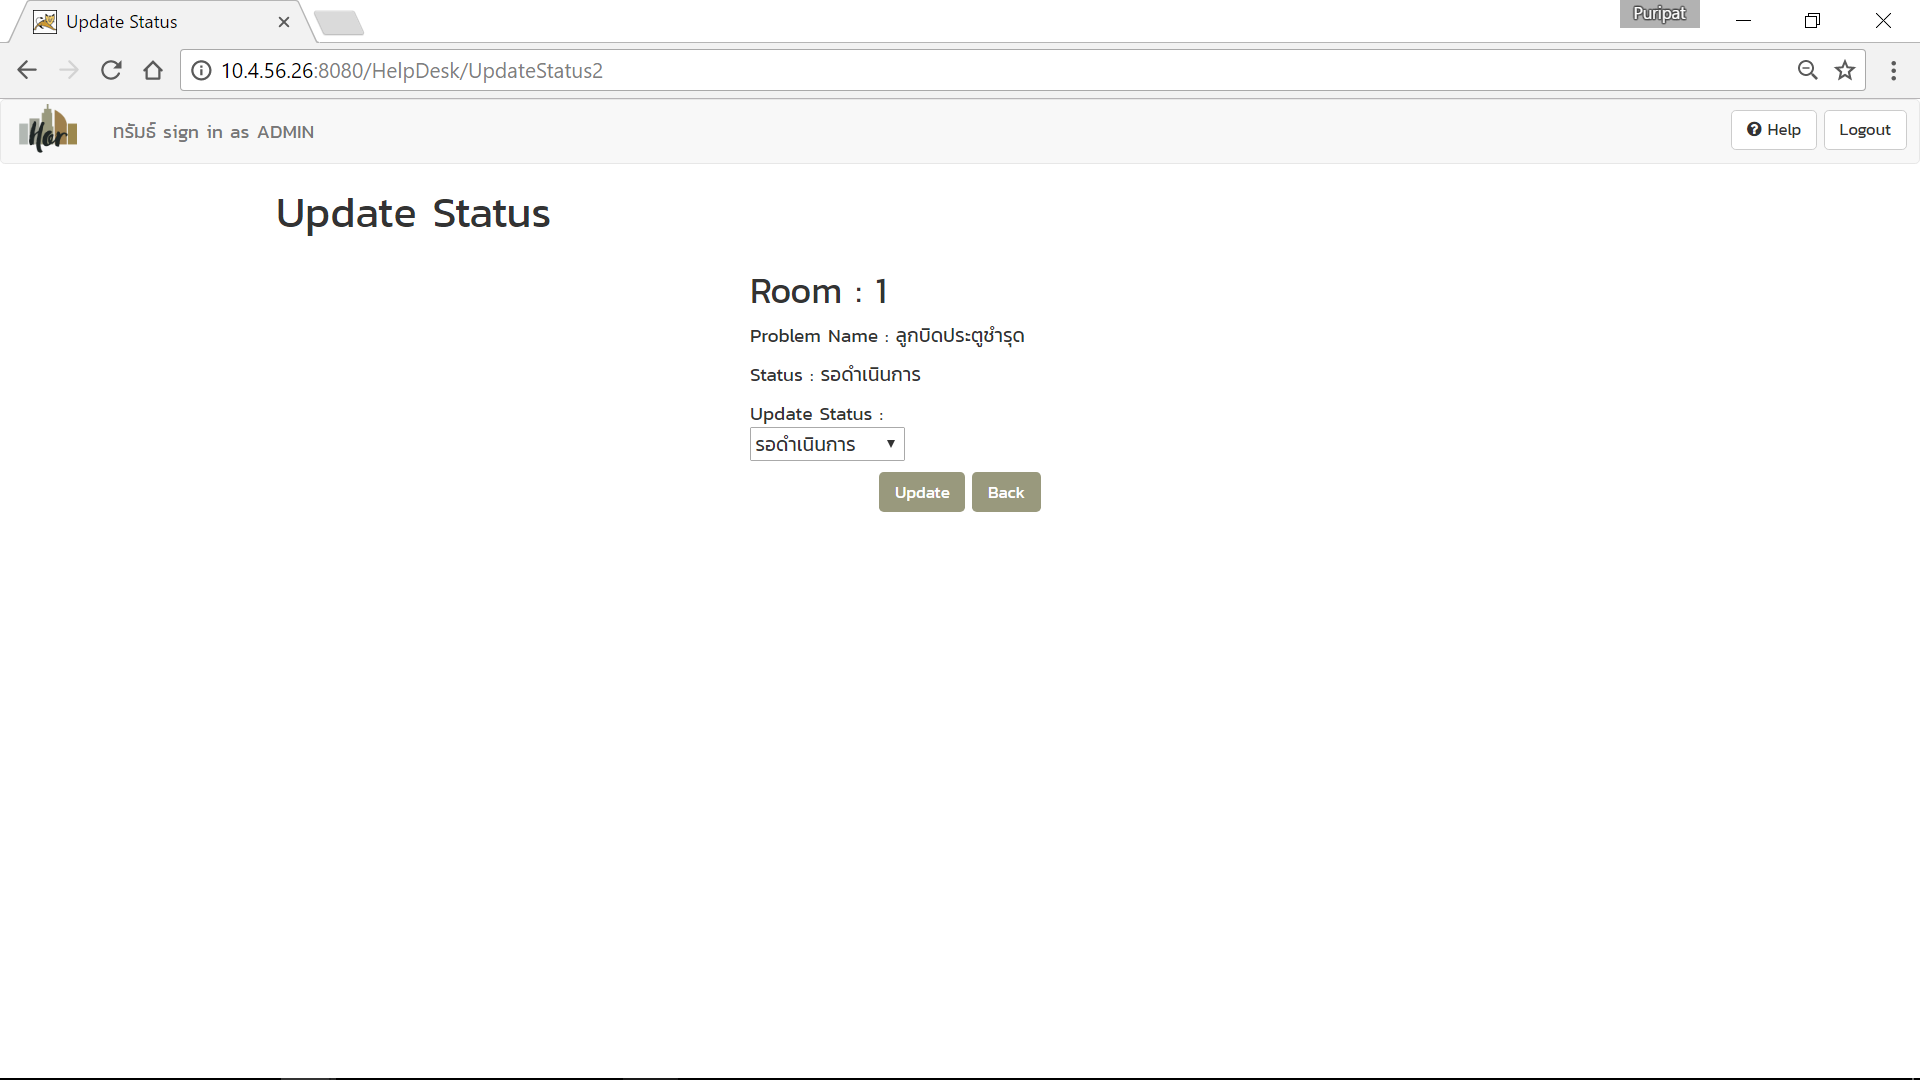 Update Status
Puripat
10.4.56.26:8080/HelpDesk/UpdateStatus2
Hor
ทรัมธ์ sign in as ADMIN
Help
Logout
Update Status
Room : 1
Problem Name : ลูกบิดประตูชำรุด
Status : รอดำเนินการ
Update Status :
รอดำเนินการ
Update
Back